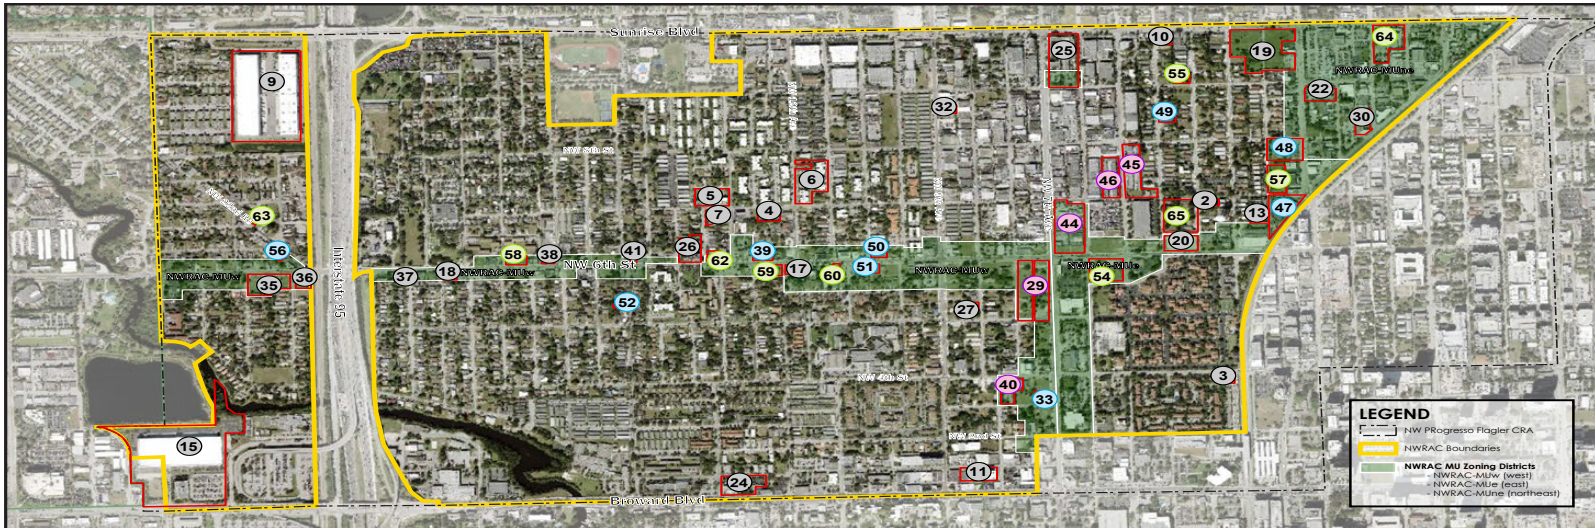 Sunrise Blvd
10
19
64
25
9
55
NWRAC-MUne
22
32
49
30
NW 8th St
48
45
46
6
57
5
2
47
63
7
4
65
13
44
20
56
58
38
41
26
62
39
50
NW 6th St
51
NWRAC-MUw
NWRAC-MUw
NWRAC-MUw
NWRAC-MUe
37
18
59
17
60
54
36
35
29
Interstate 95
52
27
NW 4th St
3
40
33
NW 2nd St
15
24
11
Broward Blvd
LEGEND
NW PRogresso Flagler CRA
NWRAC Boundaries
NWRAC MU Zoning Districts
- NWRAC-MUw (west)
- NWRAC-MUe (east)
- NWRAC-MUne (northeast)